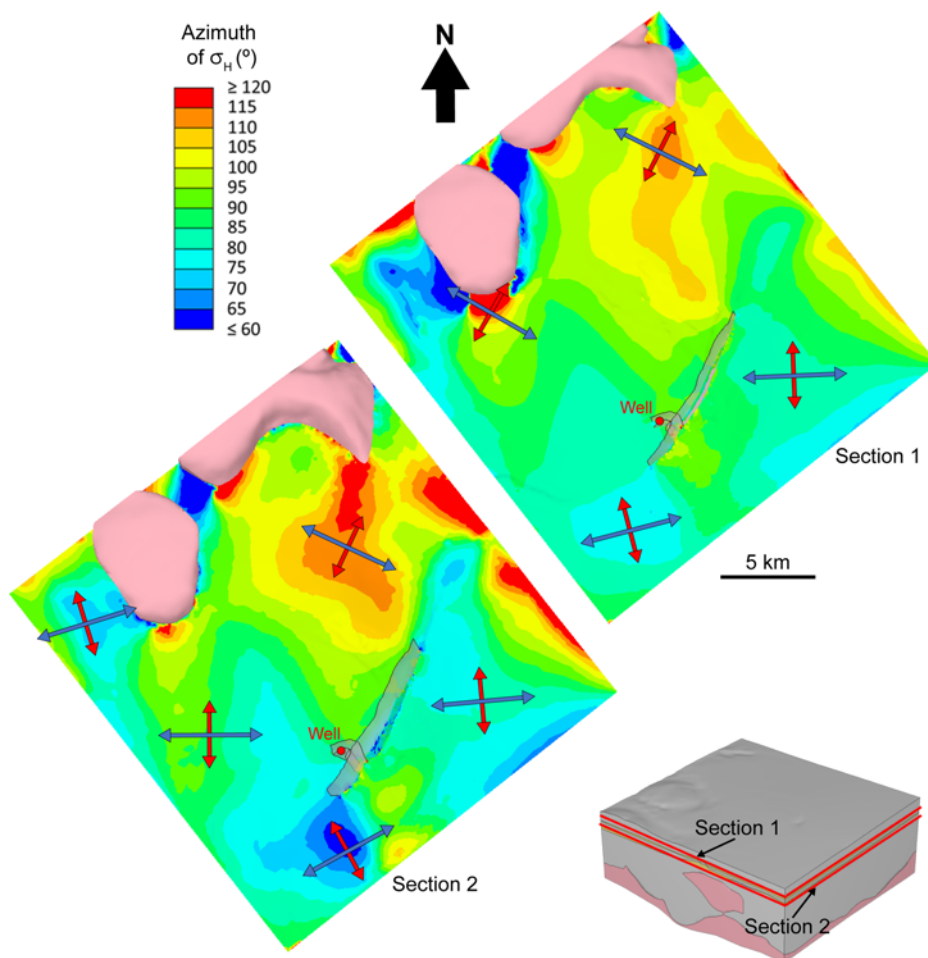 Azimuth
of σH (º)
≥ 120
115
110
105
100
95
90
85
80
75
70
65
≤ 60
N
Well
Section 1
5 km
Well
Section 2
Section 1
Section 2